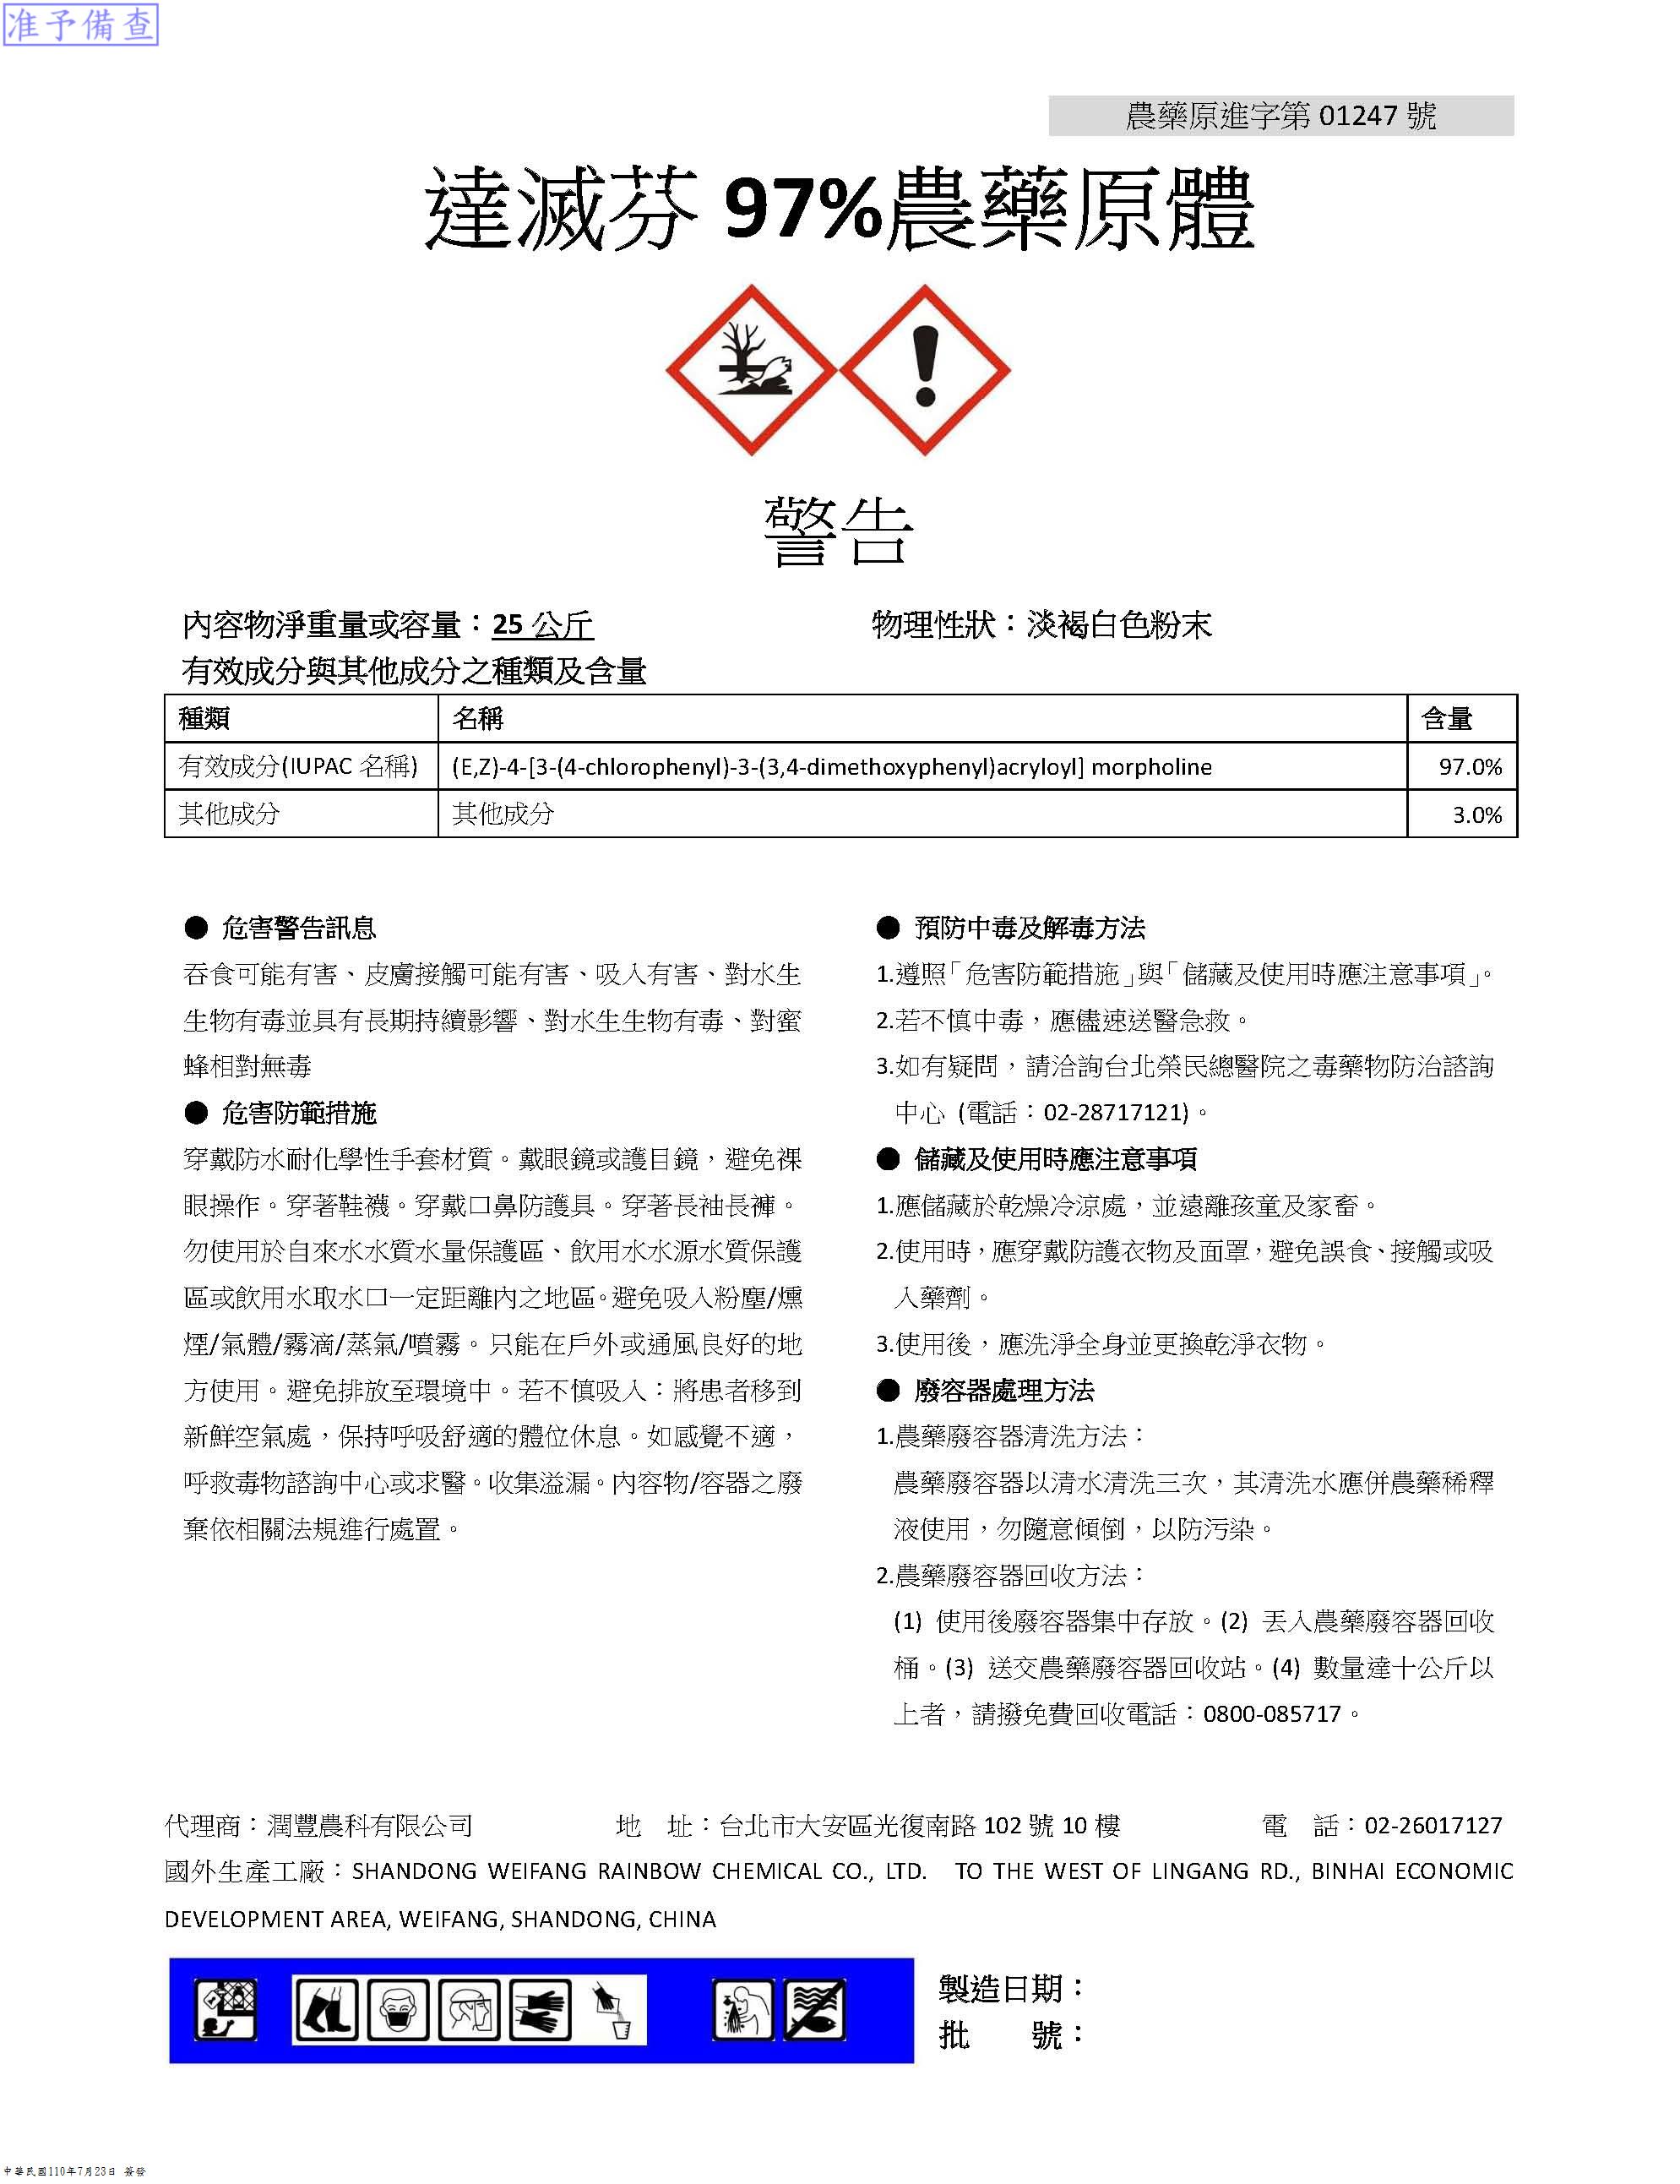 准予備查
農藥原進字第 01247 號
達滅芬 97%農藥原體
警告
內容物淨重量或容量：25 公斤 物理性狀：淡褐白色粉末
有效成分與其他成分之種類及含量
種類 名稱 含量
有效成分(IUPAC 名稱) (E,Z)-4-[3-(4-chlorophenyl)-3-(3,4-dimethoxyphenyl)acryloyl] morpholine 97.0%
其他成分 其他成分 3.0%
● 危害警告訊息
吞食可能有害、皮膚接觸可能有害、吸入有害、對水生
生物有毒並具有長期持續影響、對水生生物有毒、對蜜
蜂相對無毒
● 危害防範措施
穿戴防水耐化學性手套材質。戴眼鏡或護目鏡，避免裸
眼操作。穿著鞋襪。穿戴口鼻防護具。穿著長袖長褲。
勿使用於自來水水質水量保護區、飲用水水源水質保護
區或飲用水取水口一定距離內之地區。避免吸入粉塵/燻
煙/氣體/霧滴/蒸氣/噴霧。只能在戶外或通風良好的地
方使用。避免排放至環境中。若不慎吸入：將患者移到
新鮮空氣處，保持呼吸舒適的體位休息。如感覺不適，
呼救毒物諮詢中心或求醫。收集溢漏。內容物/容器之廢
棄依相關法規進行處置。
● 預防中毒及解毒方法
1.遵照「危害防範措施」與「儲藏及使用時應注意事項」。
2.若不慎中毒，應儘速送醫急救。
3.如有疑問，請洽詢台北榮民總醫院之毒藥物防治諮詢
中心 (電話：02-28717121)。
● 儲藏及使用時應注意事項
1.應儲藏於乾燥冷涼處，並遠離孩童及家畜。
2.使用時，應穿戴防護衣物及面罩，避免誤食、接觸或吸
入藥劑。
3.使用後，應洗淨全身並更換乾淨衣物。
● 廢容器處理方法
1.農藥廢容器清洗方法：
農藥廢容器以清水清洗三次，其清洗水應併農藥稀釋
液使用，勿隨意傾倒，以防污染。
2.農藥廢容器回收方法：
(1) 使用後廢容器集中存放。(2) 丟入農藥廢容器回收
桶。(3) 送交農藥廢容器回收站。(4) 數量達十公斤以
上者，請撥免費回收電話：0800-085717。
代理商：潤豐農科有限公司 地 址：台北市大安區光復南路 102 號 10 樓 電 話：02-26017127
國外生產工廠：SHANDONG WEIFANG RAINBOW CHEMICAL CO., LTD. TO THE WEST OF LINGANG RD., BINHAI ECONOMIC
DEVELOPMENT AREA, WEIFANG, SHANDONG, CHINA
製造日期：
批 號：
中華民國110年7月23日 簽發